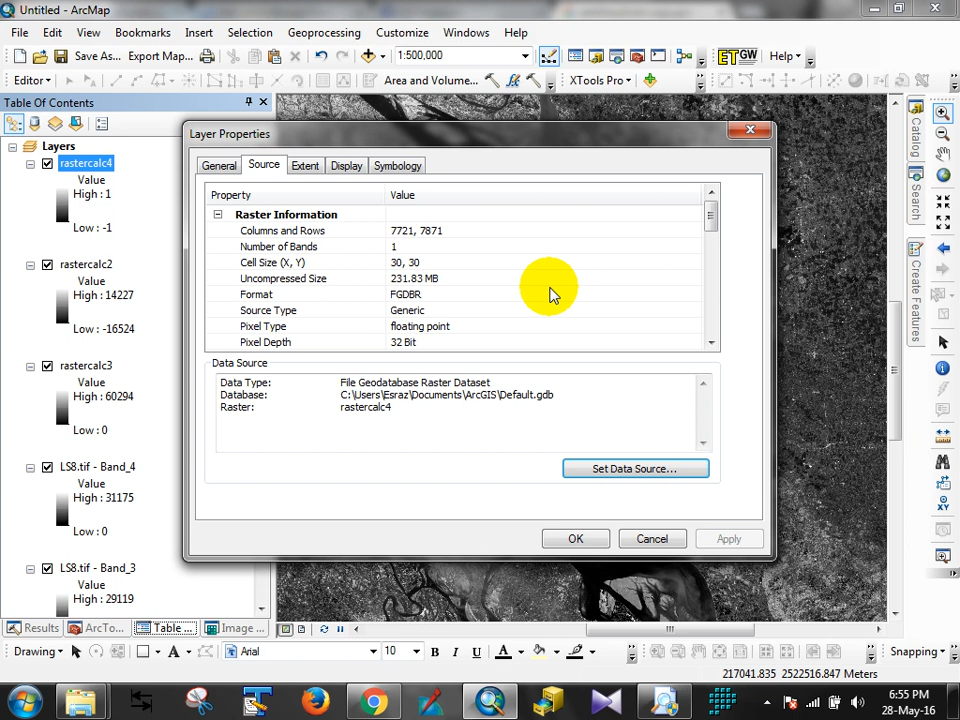 Untitled - ArcMap
File Edit View Bookmarks Insert Selection Geoprocessing Customize Windows Help
Save As... Export Map... 1:500,000 ET GW Help
Editor Area and Volume... XTools Pro
Table Of Contents
Layers
rastercalc4
Value
High : 1
Low : -1
rastercalc2
Value
High : 14227
Low : -16524
rastercalc3
Value
High : 60294
Low : 0
LS8.tif - Band_4
Value
High : 31175
Low : 0
LS8.tif - Band_3
Value
High : 29119
Layer Properties
General Source Extent Display Symbology
Property Value
Raster Information
Columns and Rows 7721, 7871
Number of Bands 1
Cell Size (X, Y) 30, 30
Uncompressed Size 231.83 MB
Format FGDBR
Source Type Generic
Pixel Type floating point
Pixel Depth 32 Bit
Data Source
Data Type: File Geodatabase Raster Dataset
Database: C:\Users\Esraz\Documents\ArcGIS\Default.gdb
Raster: rastercalc4
Set Data Source...
OK Cancel Apply
Catalog
Search
Create Features
Results ArcTo... Table ... Image ...
Drawing Arial 10 B I U A Snapping
217041.835 2522516.847 Meters
6:55 PM
28-May-16